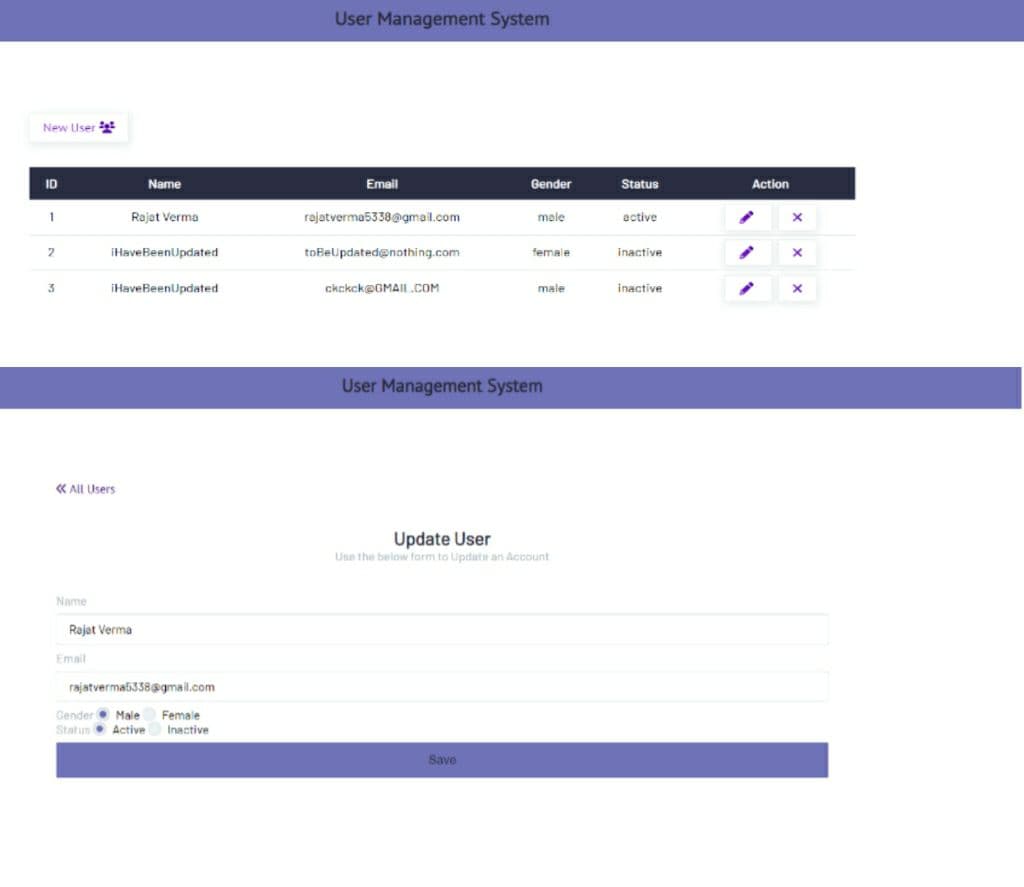 User Management System
New User
ID Name Email Gender Status Action
1 Rajat Verma rajatverma5338@gmail.com male active
2 iHaveBeenUpdated toBeUpdated@nothing.com female inactive
3 iHaveBeenUpdated ckckck@GMAIL.COM male inactive
User Management System
All Users
Update User
Use the below form to Update an Account
Name
Rajat Verma
Email
rajatverma5338@gmail.com
Gender Male Female
Status Active Inactive
Save